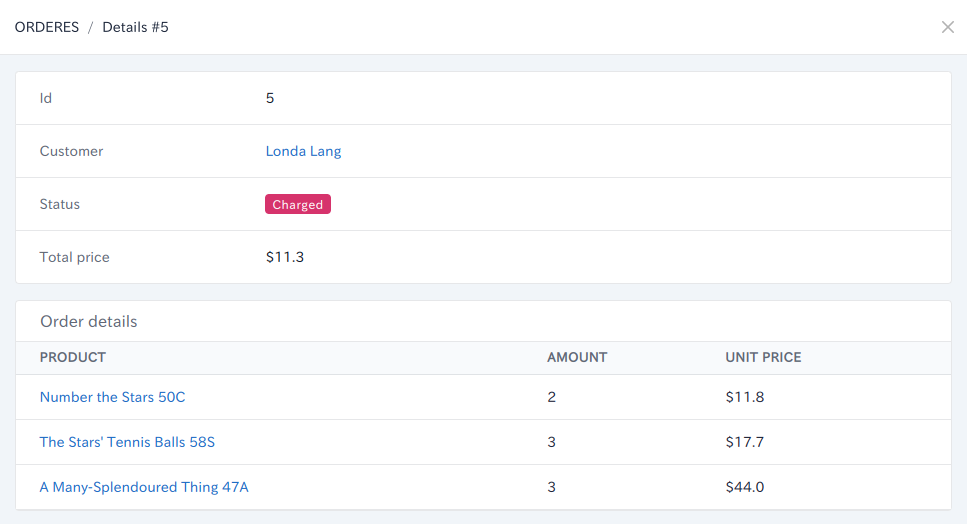 ORDERES / Details #5
Id 5
Customer Londa Lang
Status Charged
Total price $11.3
Order details
PRODUCT AMOUNT UNIT PRICE
Number the Stars 50C 2 $11.8
The Stars' Tennis Balls 58S 3 $17.7
A Many-Splendoured Thing 47A 3 $44.0